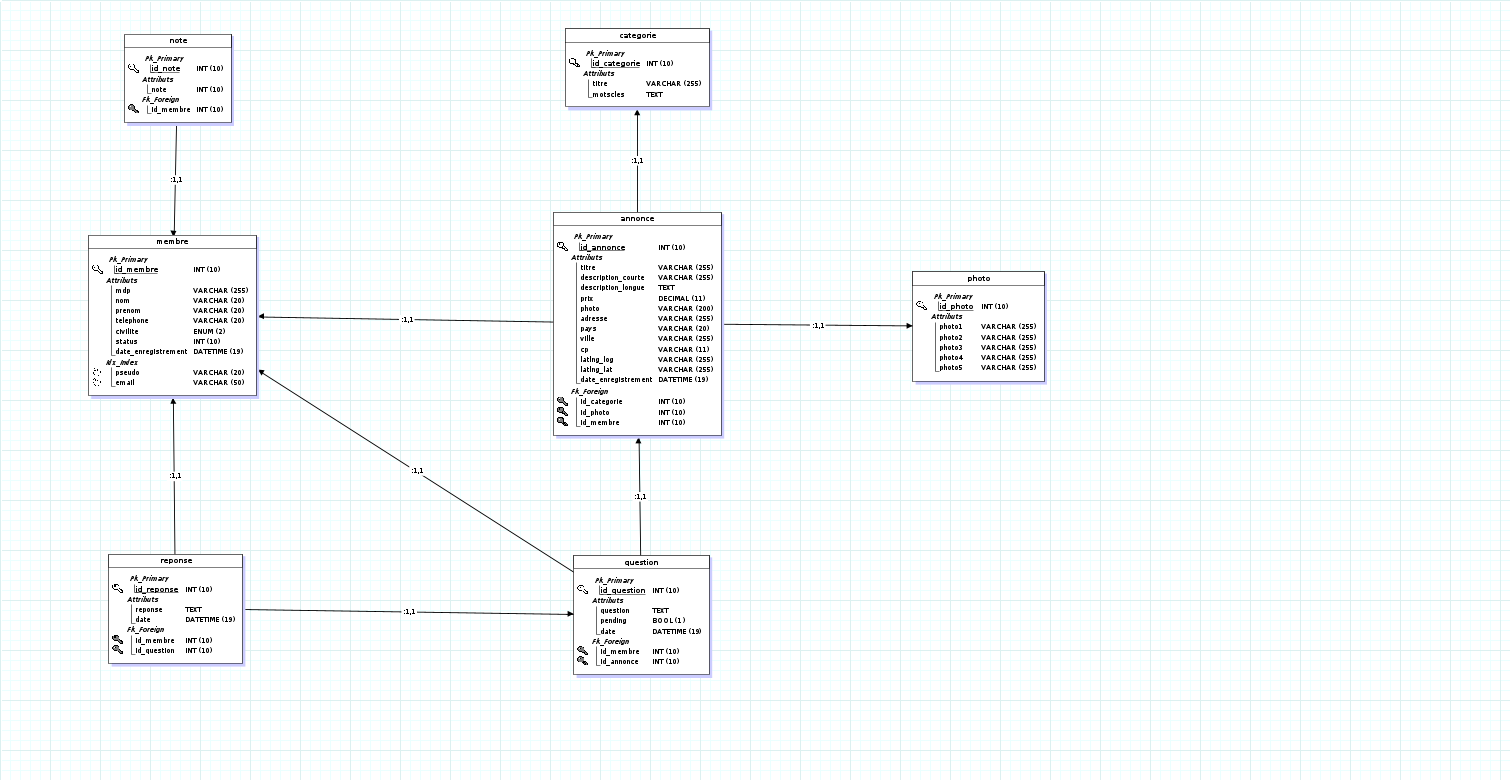 note
Pk_Primary
id_note INT (10)
Attributs
note INT (10)
Fk_Foreign
id_membre INT (10)
categorie
Pk_Primary
id_categorie INT (10)
Attributs
titre VARCHAR (255)
motscles TEXT
:1,1
:1,1
membre
Pk_Primary
id_membre INT (10)
Attributs
mdp VARCHAR (255)
nom VARCHAR (20)
prenom VARCHAR (20)
telephone VARCHAR (20)
civilite ENUM (2)
status INT (10)
date_enregistrement DATETIME (19)
Idx_Index
pseudo VARCHAR (20)
email VARCHAR (50)
:1,1
annonce
Pk_Primary
id_annonce INT (10)
Attributs
titre VARCHAR (255)
description_courte VARCHAR (255)
description_longue TEXT
prix DECIMAL (11)
photo VARCHAR (200)
adresse VARCHAR (255)
pays VARCHAR (20)
ville VARCHAR (255)
cp VARCHAR (11)
latlng_log VARCHAR (255)
latlng_lat VARCHAR (255)
date_enregistrement DATETIME (19)
Fk_Foreign
id_categorie INT (10)
id_photo INT (10)
id_membre INT (10)
:1,1
photo
Pk_Primary
id_photo INT (10)
Attributs
photo1 VARCHAR (255)
photo2 VARCHAR (255)
photo3 VARCHAR (255)
photo4 VARCHAR (255)
photo5 VARCHAR (255)
:1,1
:1,1
:1,1
reponse
Pk_Primary
id_reponse INT (10)
Attributs
reponse TEXT
date DATETIME (19)
Fk_Foreign
id_membre INT (10)
id_question INT (10)
:1,1
question
Pk_Primary
id_question INT (10)
Attributs
question TEXT
pending BOOL (1)
date DATETIME (19)
Fk_Foreign
id_membre INT (10)
id_annonce INT (10)